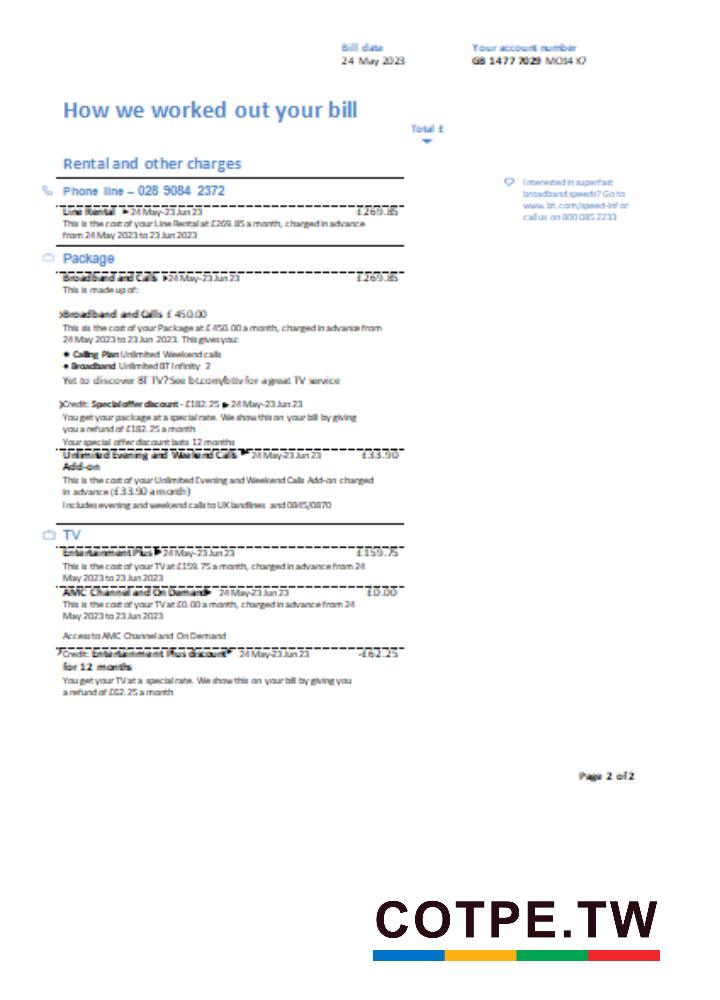 Bill date
24 May 2023
Your account number
GB 1477 7029 MO14 K7
How we worked out your bill
Total £
Rental and other charges
Phone line – 028 9084 2372
Line Rental ►24 May-23 Jun 23 £269.85
This is the cost of your Line Rental at £269.85 a month, charged in advance
from 24 May 2023 to 23 Jun 2023
Interested in superfast
broadband speeds? Go to
www.bt.com/speed-inf or
call us on 800 085 2233
Package
Broadband and Calls ►24 May-23 Jun 23 £269.85
This is made up of:
Broadband and Calls £450.00
This sis the cost of your Package at £450.00 a month, charged in advance from
24 May 2023 to 23 Jun 2023. This gives you:
● Calling Plan Unlimited Weekend calls
● Broadband Unlimited BT Infinity 2
Yet to discover BT TV? See bt.com/bttv for a great TV service
Credit: Special offer discount - £182.25 ►24 May-23 Jun 23
You get your package at a special rate. We show this on your bill by giving
you a refund of £182.25 a month
Your special offer discount lasts 12 months
Unlimited Evening and Weekend Calls ►24 May-23 Jun 23 £33.90
Add-on
This is the cost of your Unlimited Evening and Weekend Calls Add-on charged
in advance (£33.90 a month)
Includes evening and weekend calls to UK landlines and 0845/0870
TV
Entertainment Plus ►24 May-23 Jun 23 £159.75
This is the cost of your TV at £159.75 a month, charged in advance from 24
May 2023 to 23 Jun 2023
AMC Channel and On Demand► 24 May-23 Jun 23 £0.00
This is the cost of your TV at £0.00 a month, charged in advance from 24
May 2023 to 23 Jun 2023
Access to AMC Channel and On Demand
Credit: Entertainment Plus discount► 24 May-23 Jun 23 -£62.25
for 12 months
You get your TV at a special rate. We show this on your bill by giving you
a refund of £62.25 a month
Page 2 of 2
COTPE.TW